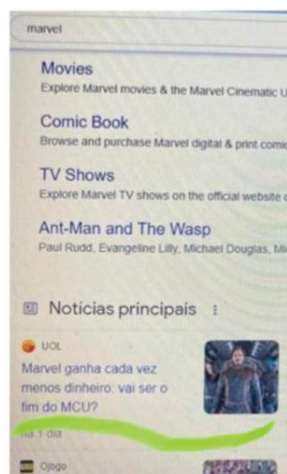 marvel
Movies
Explore Marvel movies & the Marvel Cinematic U
Comic Book
Browse and purchase Marvel digital & print comic
TV Shows
Explore Marvel TV shows on the official website
Ant-Man and The Wasp
Paul Rudd, Evangeline Lilly, Michael Douglas, Mi
Notícias principais
UOL
Marvel ganha cada vez
menos dinheiro: vai ser o
fim do MCU?
há 1 dia
Ojogo